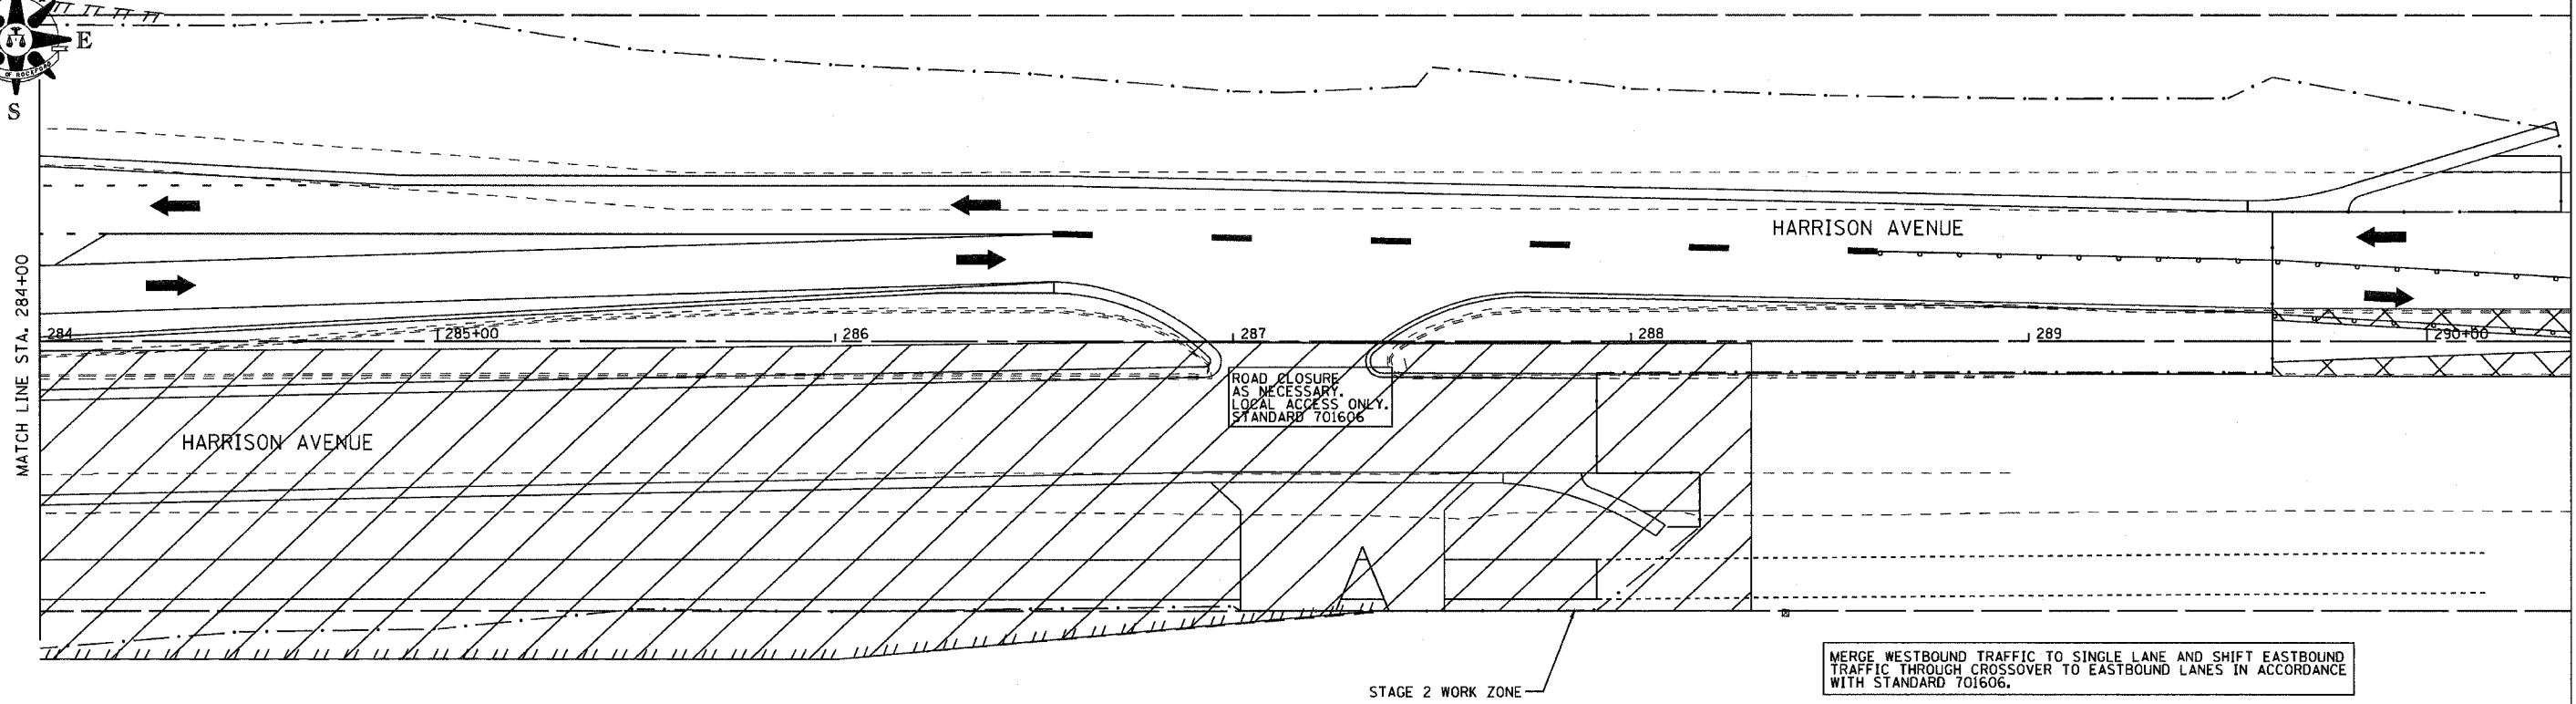 E
OF ROCKFORD
S
HARRISON AVENUE
MATCH LINE STA. 284+00
284
285+00
286
287
288
289
290+00
ROAD CLOSURE
AS NECESSARY.
LOCAL ACCESS ONLY.
STANDARD 701606
HARRISON AVENUE
MERGE WESTBOUND TRAFFIC TO SINGLE LANE AND SHIFT EASTBOUND
TRAFFIC THROUGH CROSSOVER TO EASTBOUND LANES IN ACCORDANCE
WITH STANDARD 701606.
STAGE 2 WORK ZONE